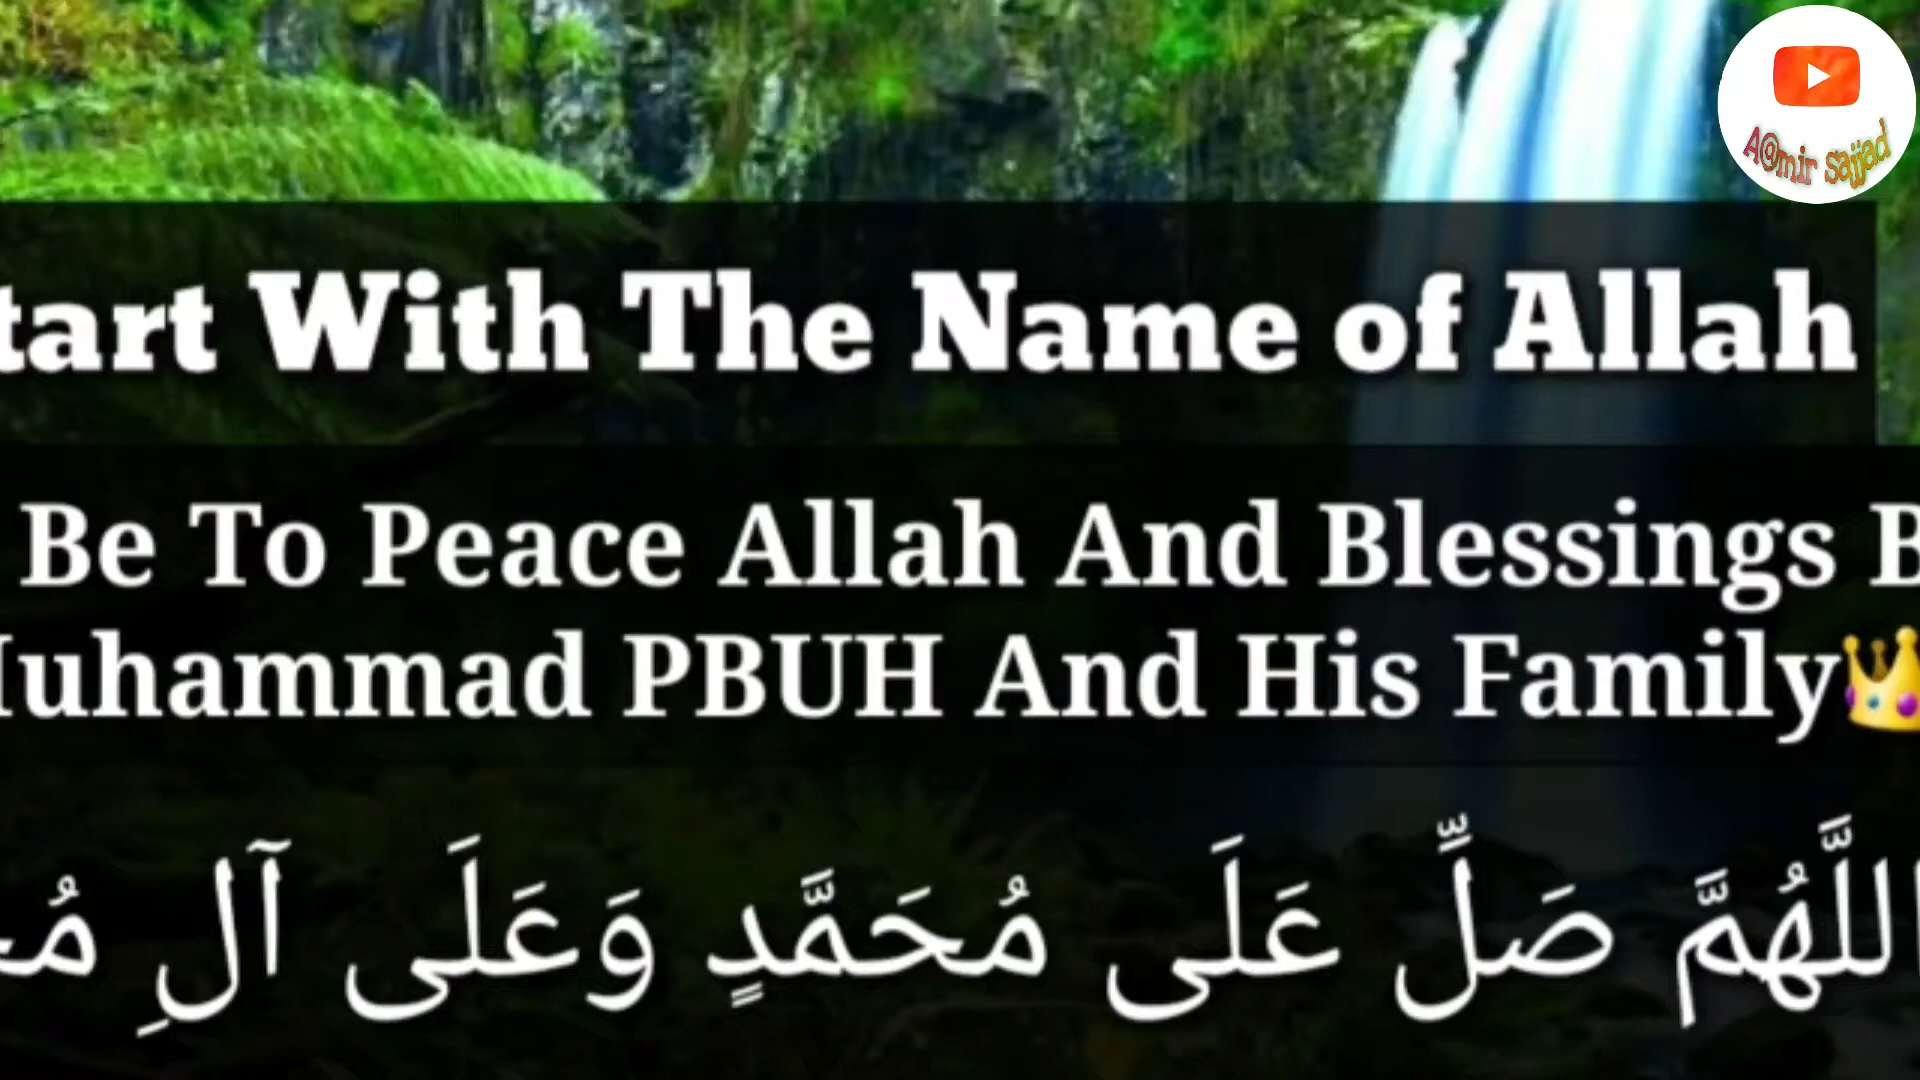 A@mir Sajjad
tart With The Name of Allah
Be To Peace Allah And Blessings B
uhammad PBUH And His Family👑
اللَّهُمَّ صَلِّ عَلَى مُحَمَّدٍ وَعَلَى آلِ مُح